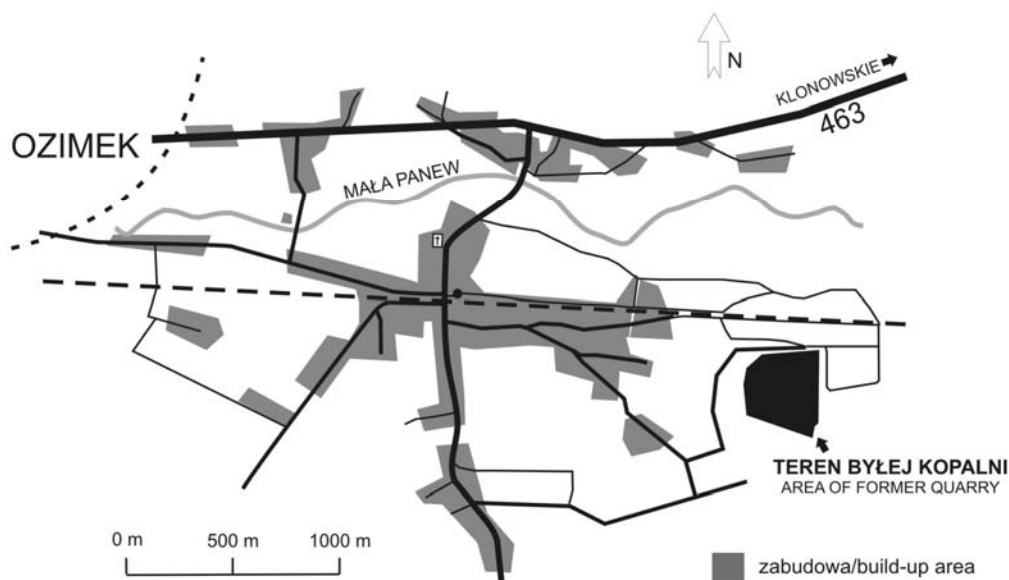 N
KLONOWSKIE
463
OZIMEK
MAŁA PANEW
TEREN BYŁEJ KOPALNI
AREA OF FORMER QUARRY
0 m 500 m 1000 m
zabudowa/build-up area